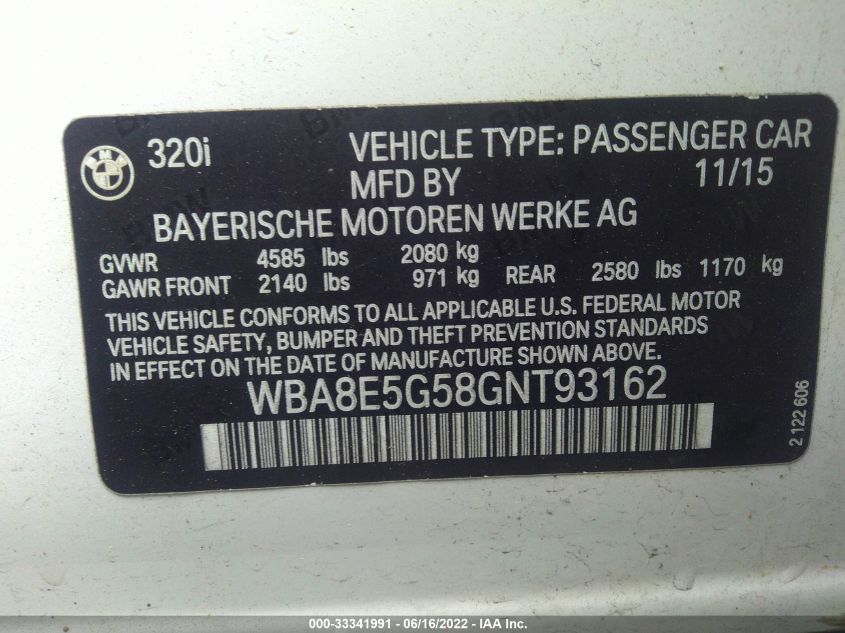 BMW
320i VEHICLE TYPE: PASSENGER CAR
MFD BY 11/15
BAYERISCHE MOTOREN WERKE AG
GVWR 4585 lbs 2080 kg
GAWR FRONT 2140 lbs 971 kg REAR 2580 lbs 1170 kg
THIS VEHICLE CONFORMS TO ALL APPLICABLE U.S. FEDERAL MOTOR
VEHICLE SAFETY, BUMPER AND THEFT PREVENTION STANDARDS
IN EFFECT ON THE DATE OF MANUFACTURE SHOWN ABOVE.
WBA8E5G58GNT93162
2 122 606
000-33341991 - 06/16/2022 - IAA Inc.